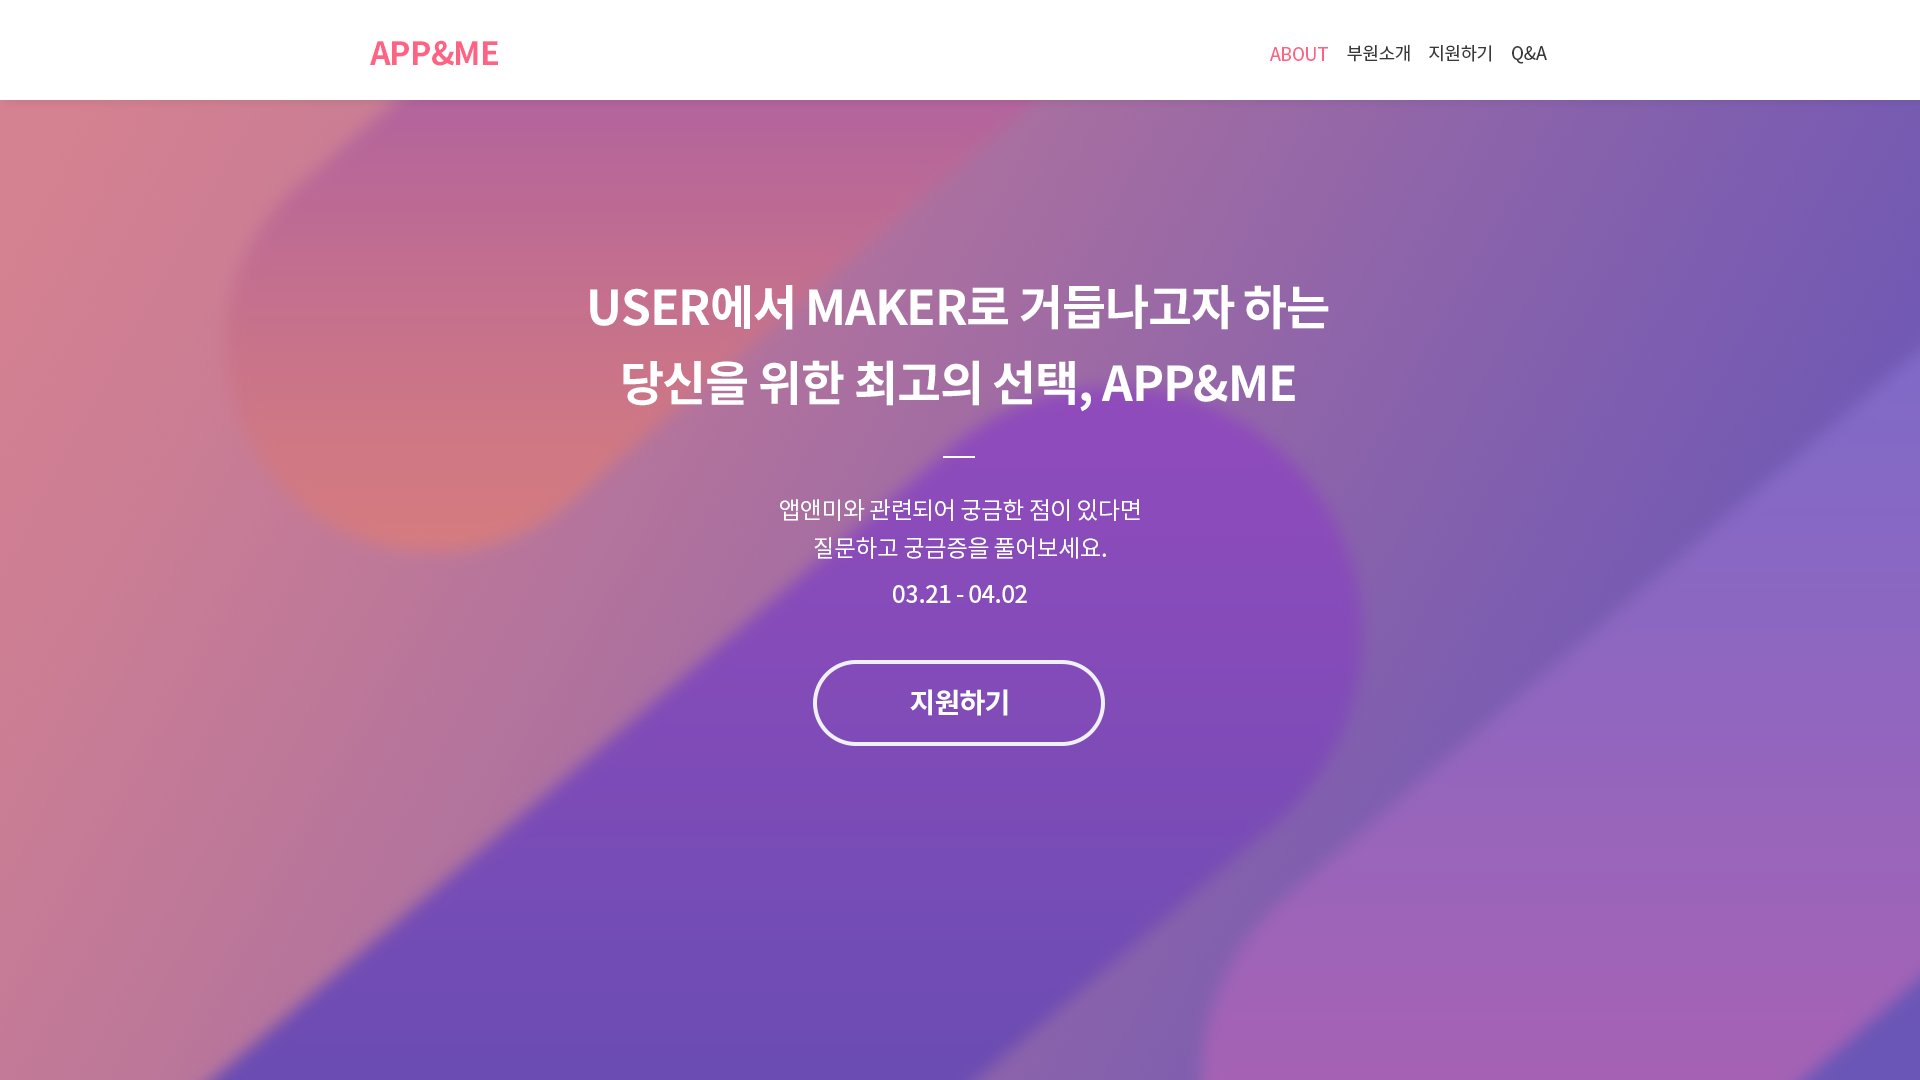 APP&ME
ABOUT 부원소개 지원하기 Q&A
USER에서 MAKER로 거듭나고자 하는
당신을 위한 최고의 선택, APP&ME
앱앤미와 관련되어 궁금한 점이 있다면
질문하고 궁금증을 풀어보세요.
03.21 - 04.02
지원하기